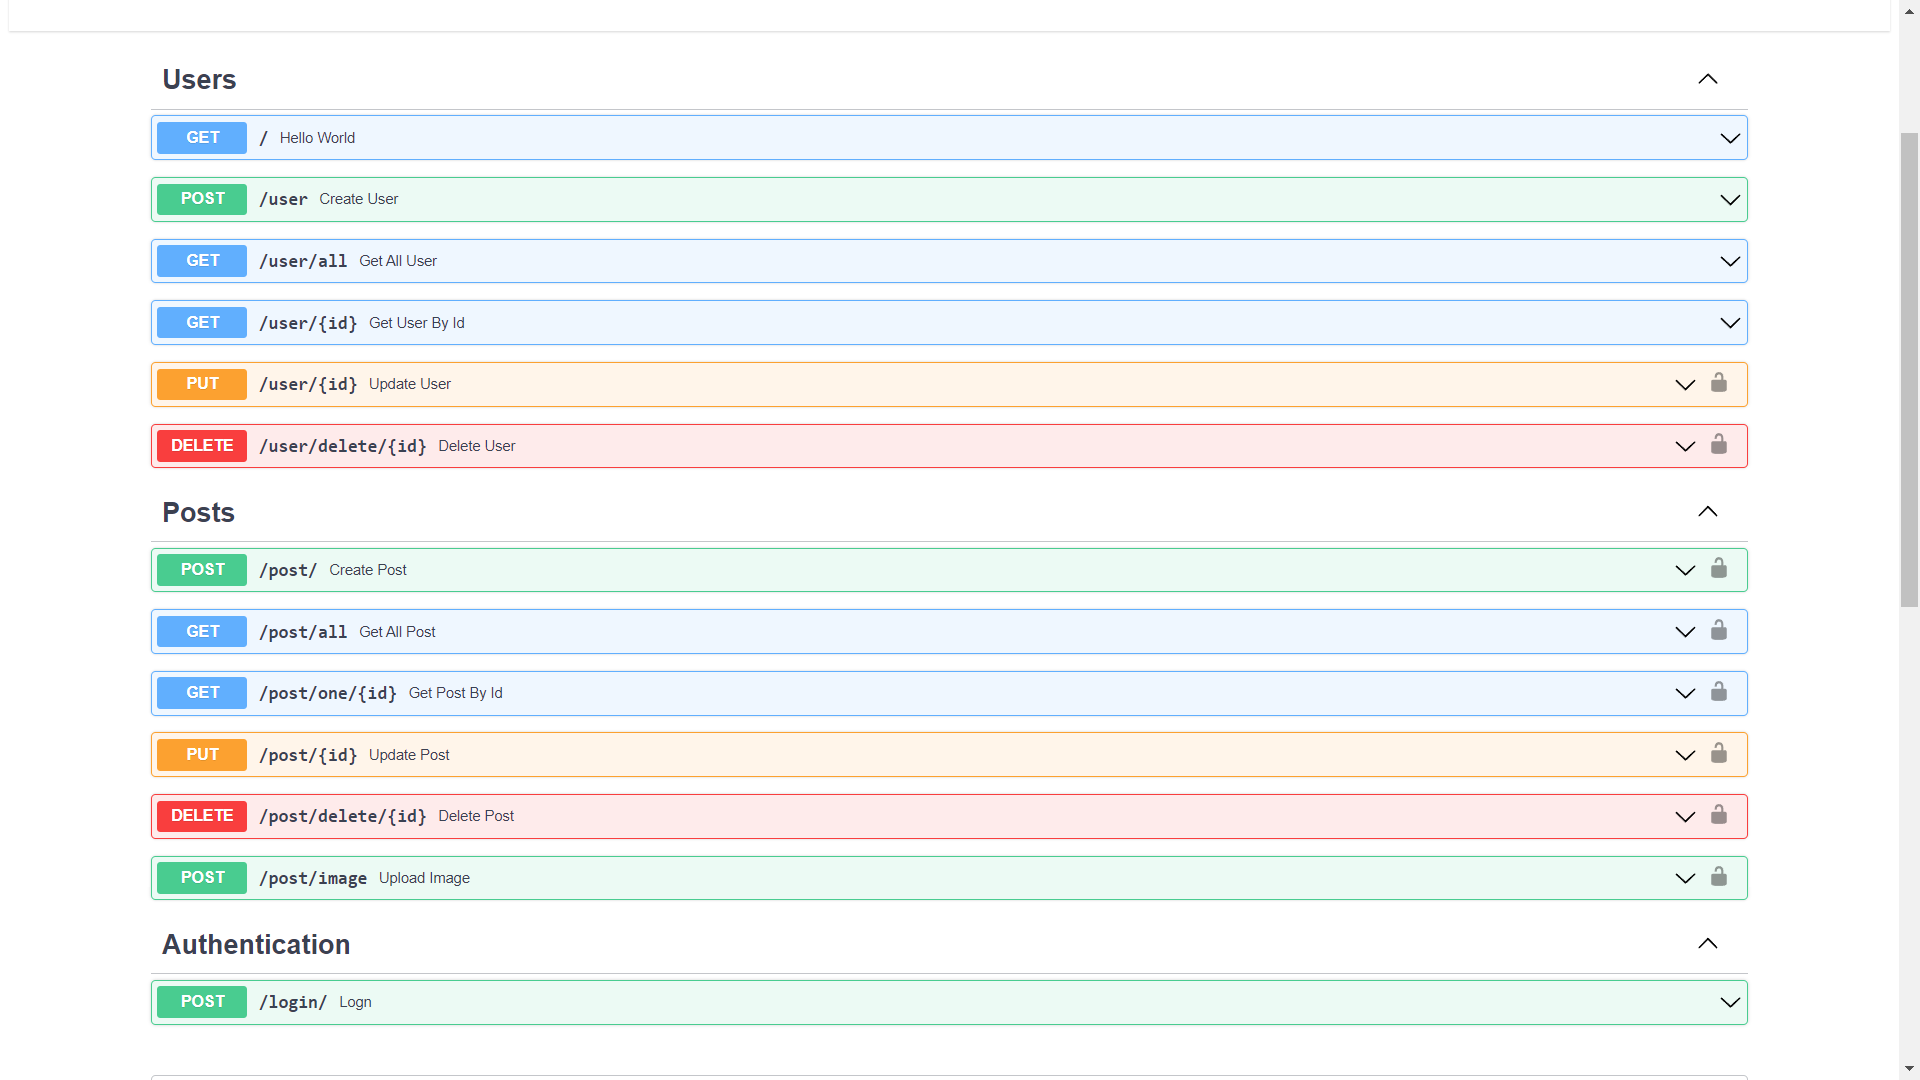 Users
GET / Hello World
POST /user Create User
GET /user/all Get All User
GET /user/{id} Get User By Id
PUT /user/{id} Update User
DELETE /user/delete/{id} Delete User
Posts
POST /post/ Create Post
GET /post/all Get All Post
GET /post/one/{id} Get Post By Id
PUT /post/{id} Update Post
DELETE /post/delete/{id} Delete Post
POST /post/image Upload Image
Authentication
POST /login/ Logn